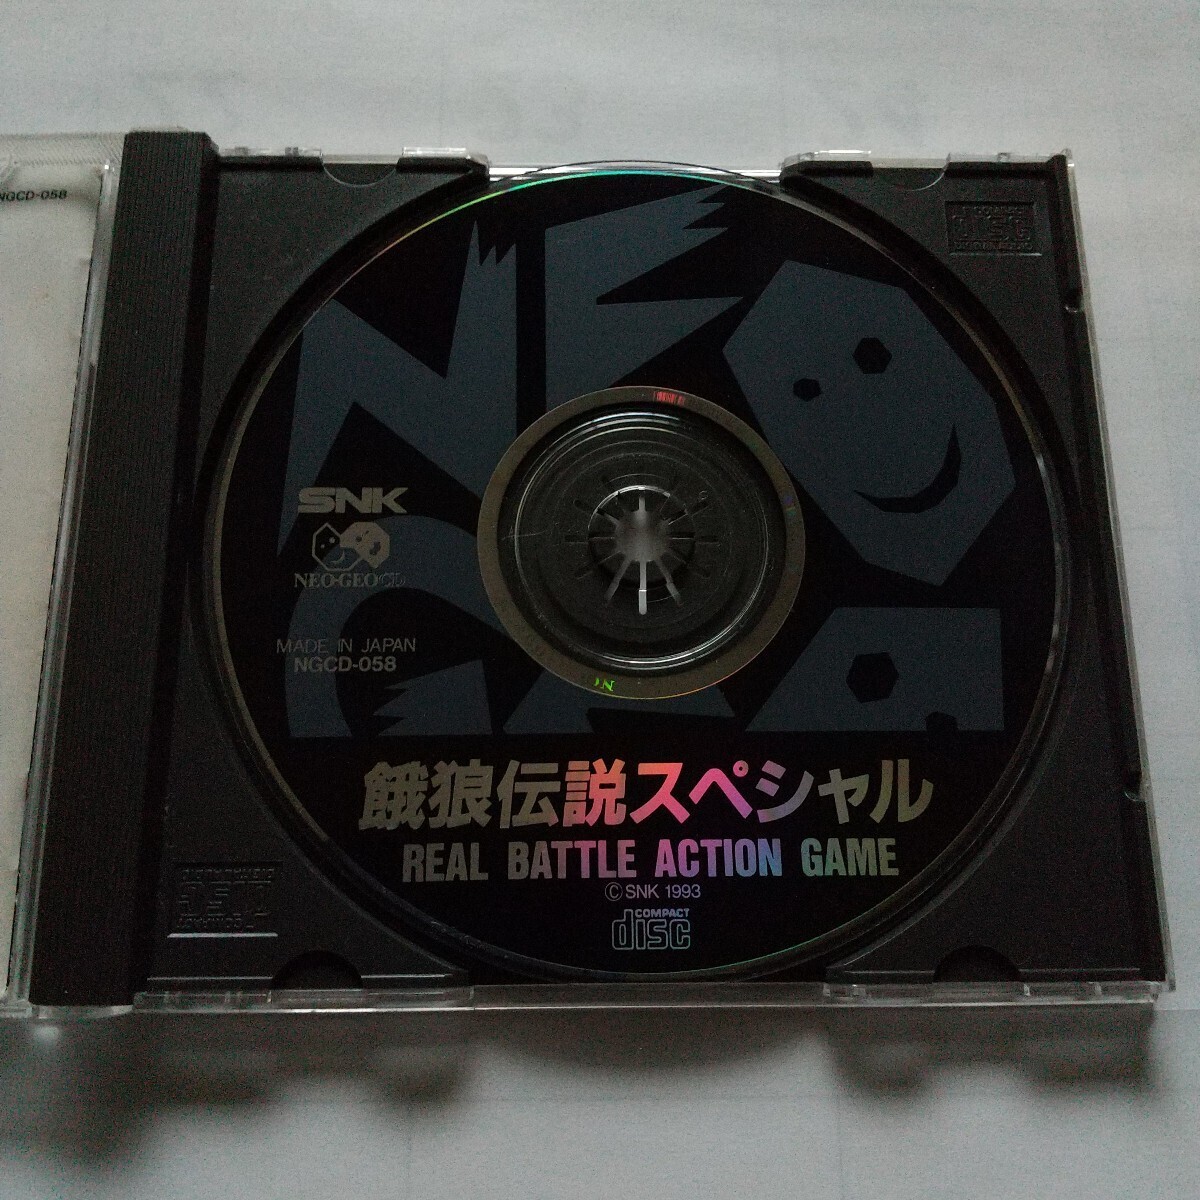 NGCD-058
NEO
SNK
NEO·GEO CD
MADE IN JAPAN
NGCD-058
餓狼伝説スペシャル
REAL BATTLE ACTION GAME
© SNK 1993
COMPACT
disc